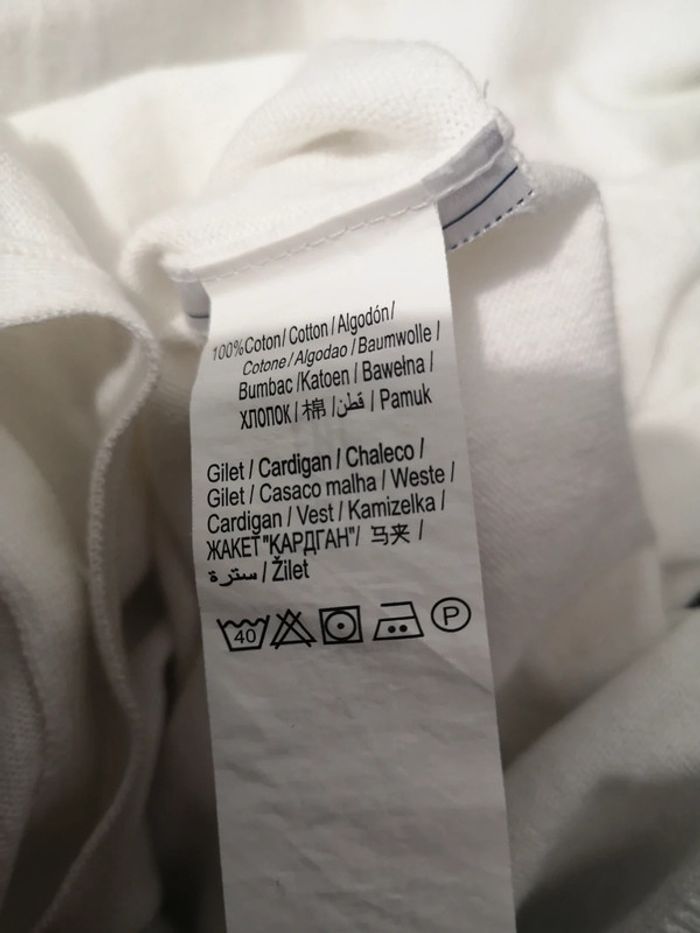 100%Coton/ Cotton / Algodón/
Cotone / Algodao / Baumwolle /
Bumbac /Katoen / Bawełna /
ХЛОПОК / 棉 / قطن / Pamuk
Gilet / Cardigan / Chaleco /
Gilet / Casaco malha / Weste /
Cardigan / Vest / Kamizelka /
ЖАКЕТ "КАРДГАН"/ 马来 /
سترة / Žilet
40 P